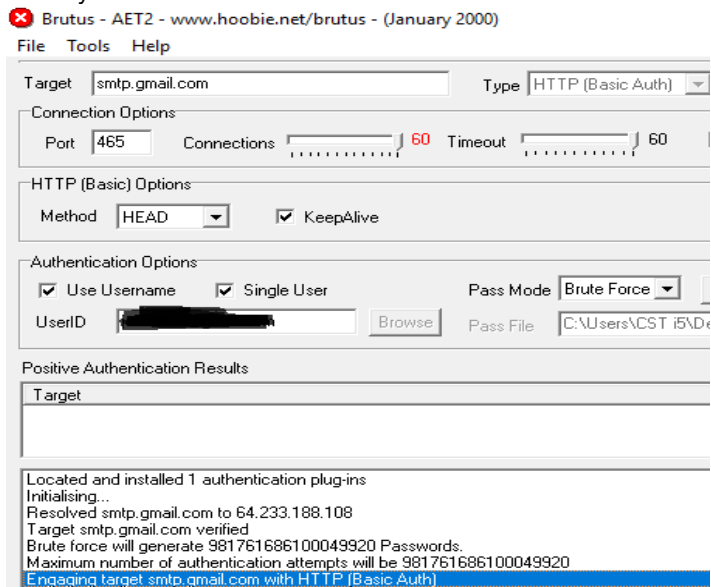 Brutus - AET2 - www.hoobie.net/brutus - (January 2000)
File Tools Help
Target smtp.gmail.com Type HTTP (Basic Auth)
Connection Options
Port 465 Connections 60 Timeout 60
HTTP (Basic) Options
Method HEAD KeepAlive
Authentication Options
Use Username Single User Pass Mode Brute Force
UserID Browse Pass File C:\Users\CST i5\De
Positive Authentication Results
Target
Located and installed 1 authentication plug-ins
Initialising...
Resolved smtp.gmail.com to 64.233.188.108
Target smtp.gmail.com verified
Brute force will generate 981761686100049920 Passwords.
Maximum number of authentication attempts will be 981761686100049920
Engaging target smtp.gmail.com with HTTP (Basic Auth)